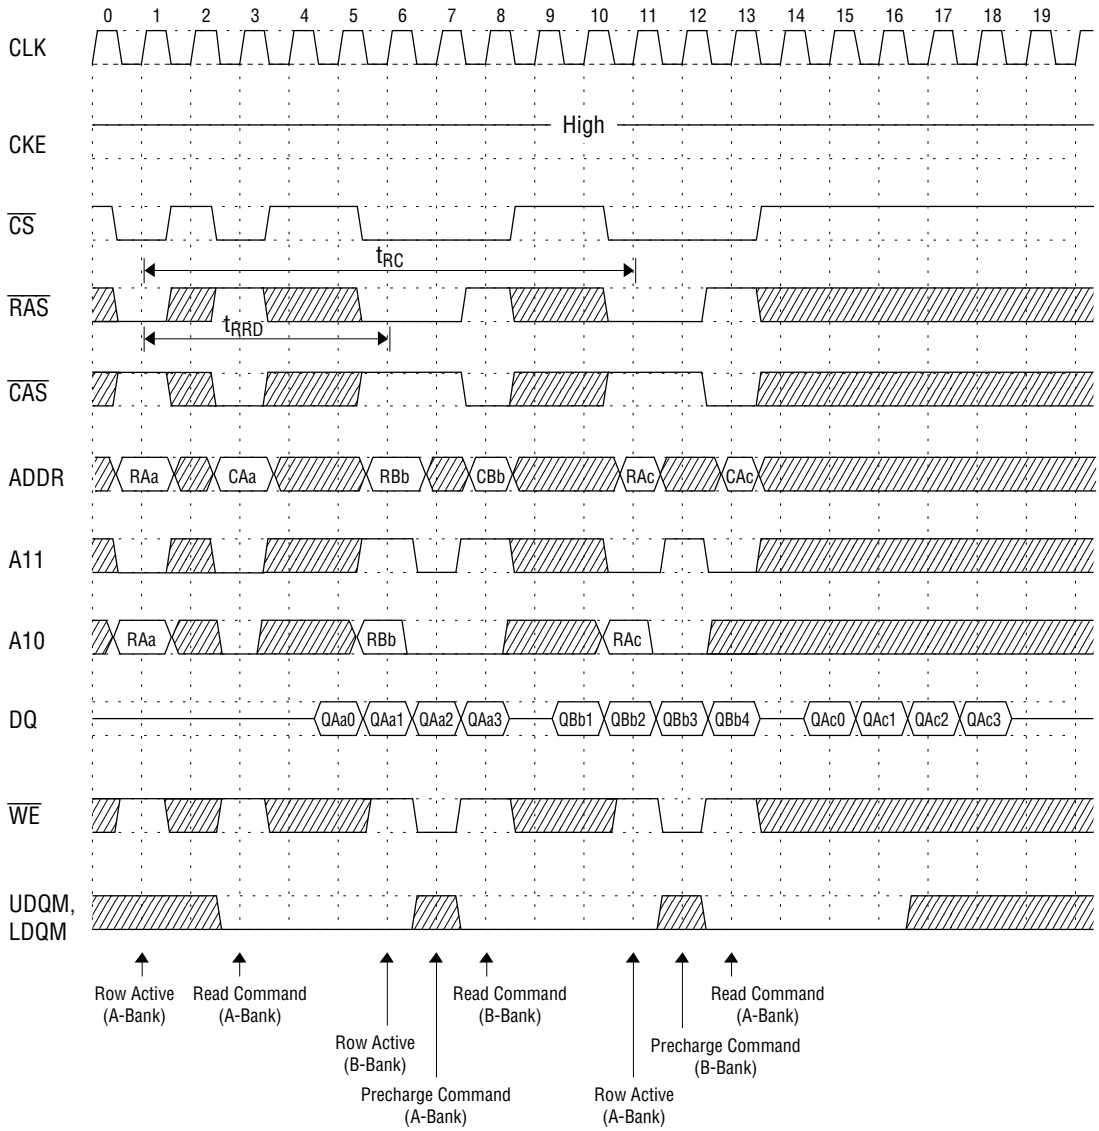 0 1 2 3 4 5 6 7 8 9 10 11 12 13 14 15 16 17 18 19
CLK
High
CKE
CS
tRC
RAS
tRRD
CAS
ADDR RAa CAa RBb CBb RAc CAc
A11
A10 RAa RBb RAc
DQ QAa0 QAa1 QAa2 QAa3 QBb1 QBb2 QBb3 QBb4 QAc0 QAc1 QAc2 QAc3
WE
UDQM,
LDQM
Row Active
(A-Bank)
Read Command
(A-Bank)
Read Command
(B-Bank)
Read Command
(A-Bank)
Row Active
(B-Bank)
Precharge Command
(B-Bank)
Precharge Command
(A-Bank)
Row Active
(A-Bank)